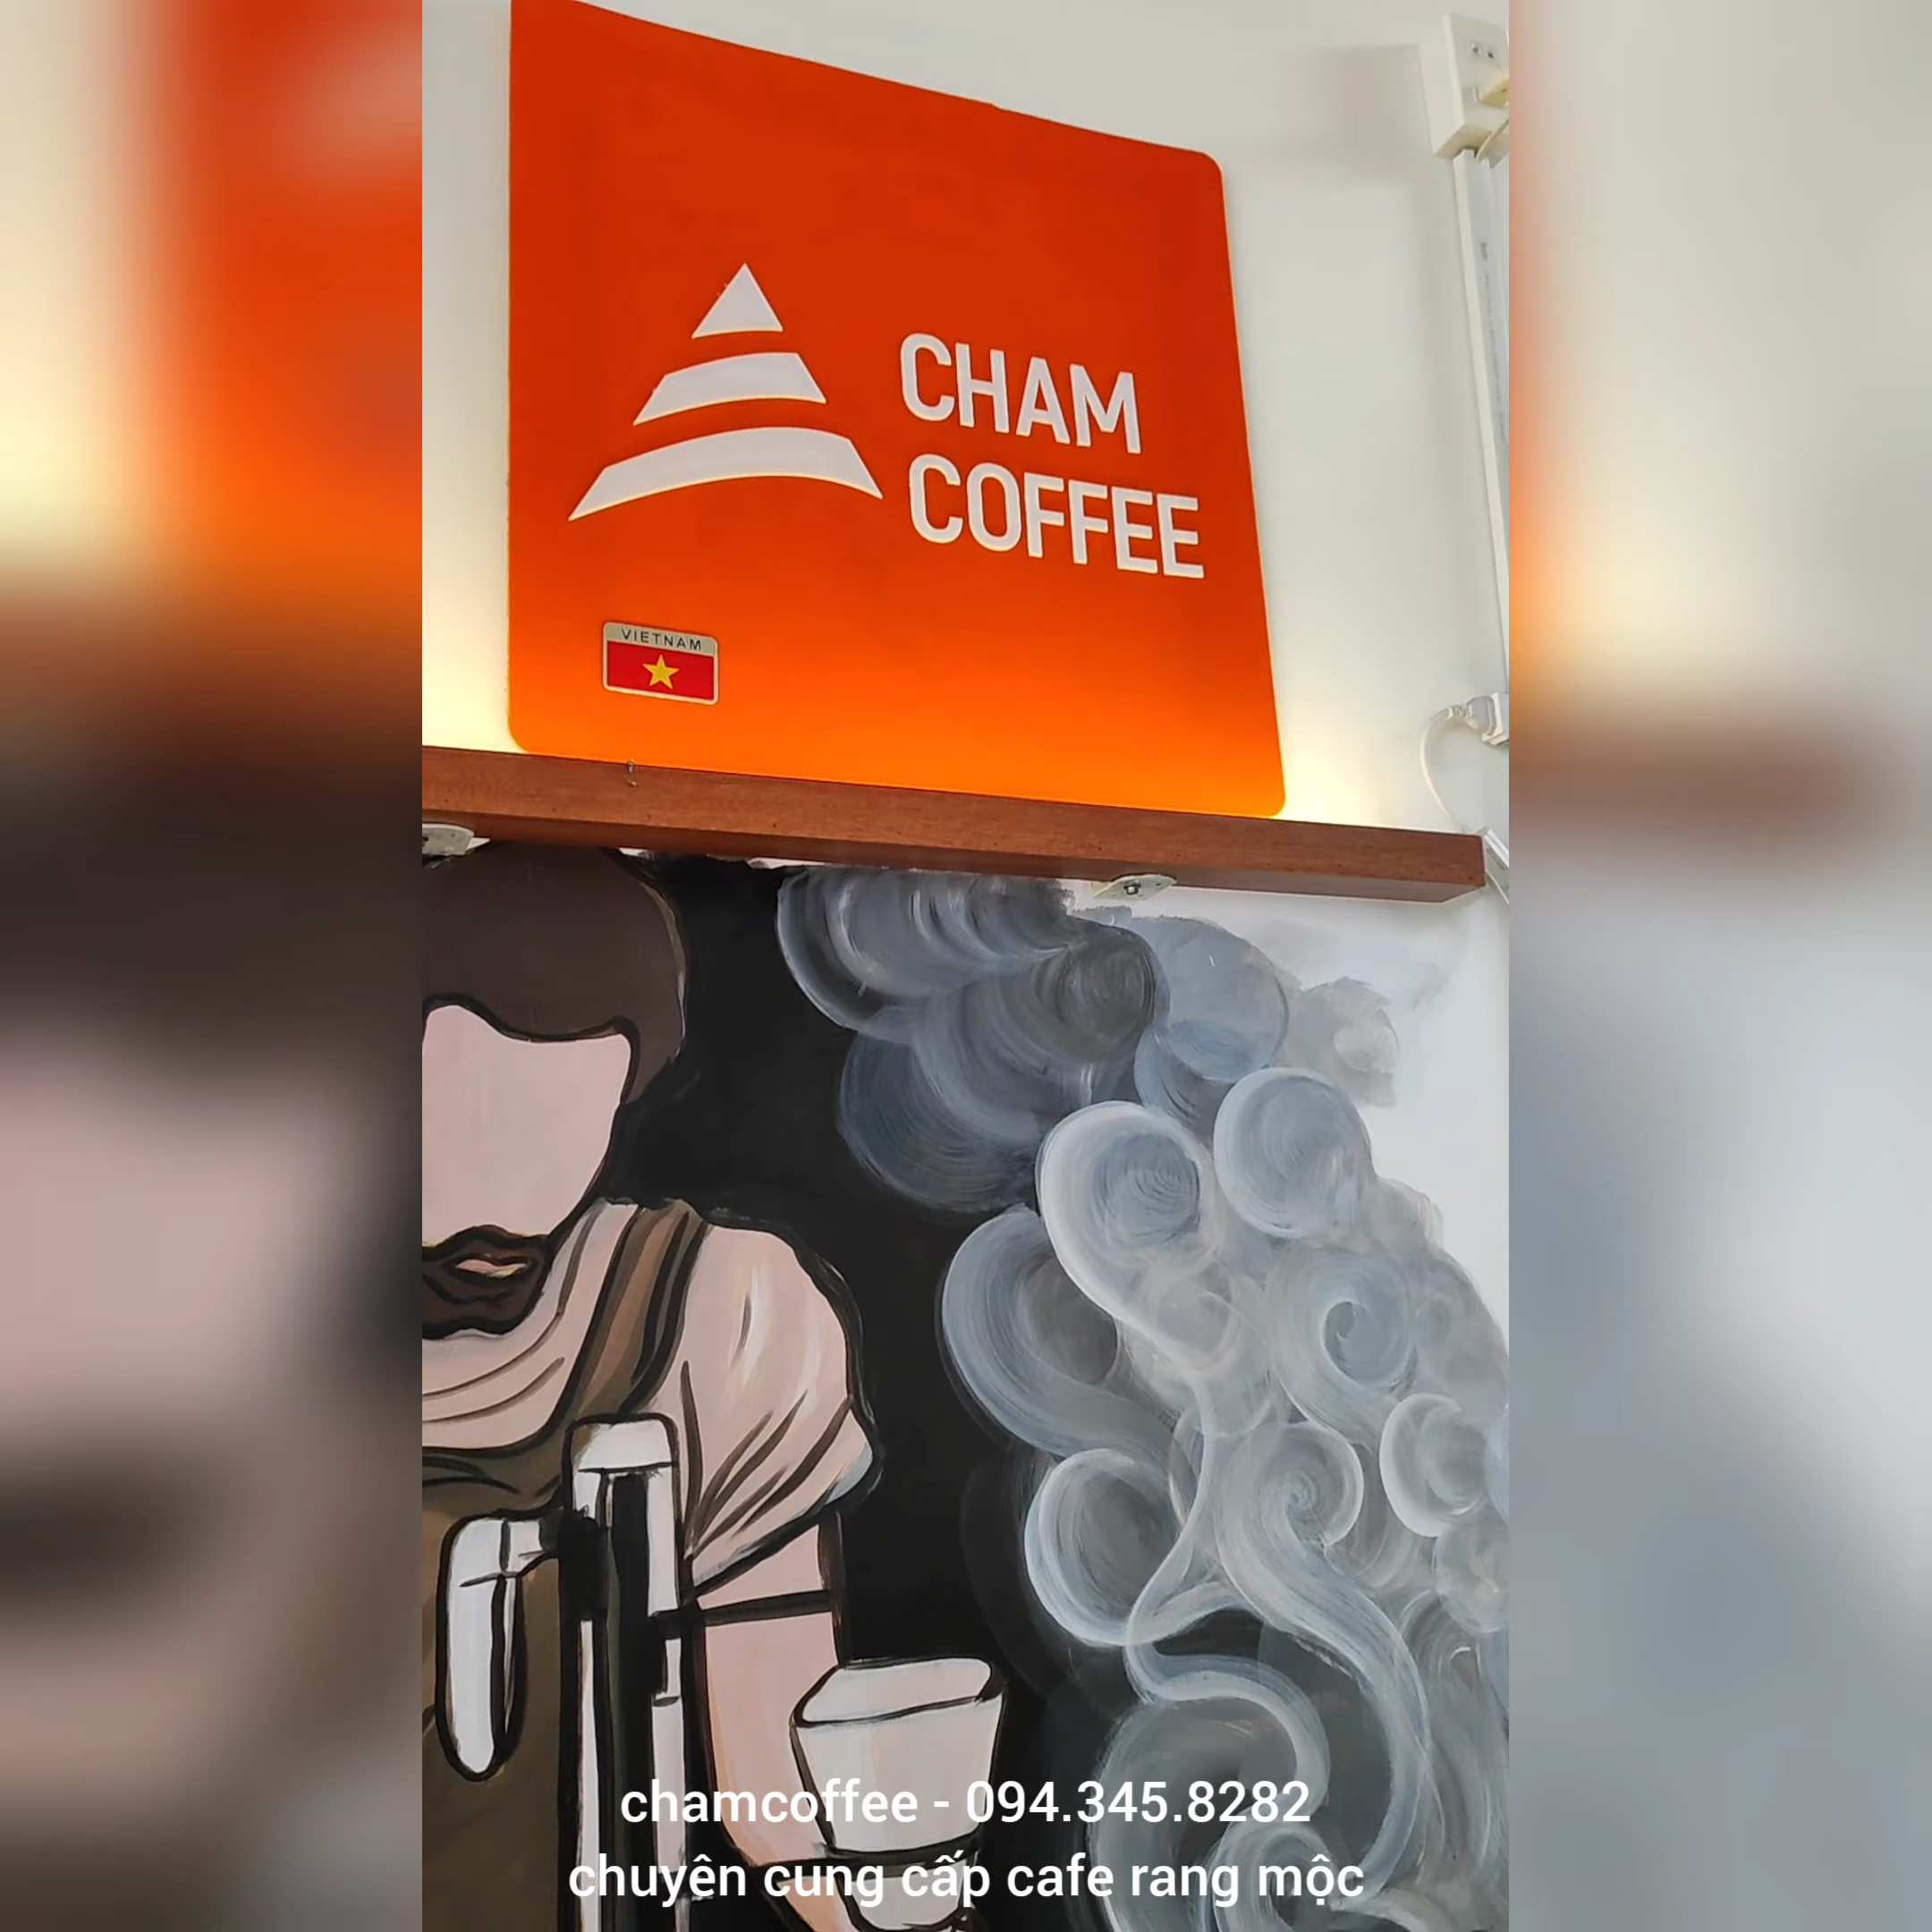 CHAM
COFFEE
VIETNAM
chamcoffee - 094.345.8282
chuyên cung cấp cafe rang mộc